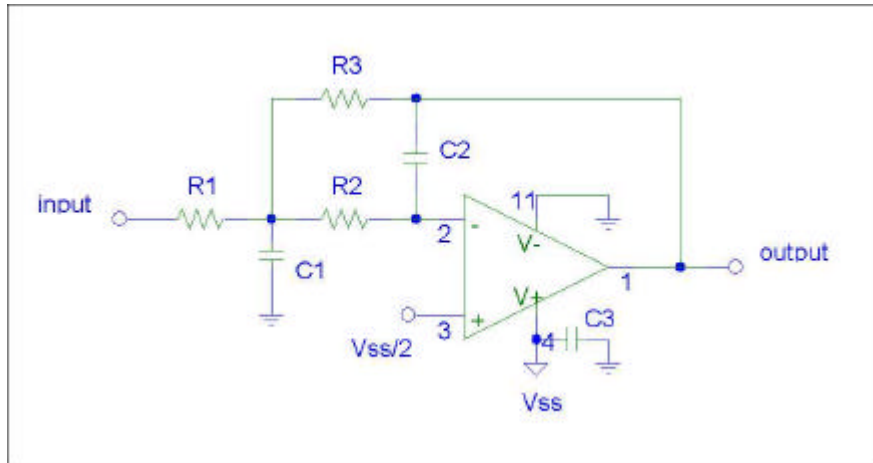 R3
C2
R1
R2
input
11
-
2
V-
C1
output
1
V+
C3
3
+
4
Vss/2
Vss